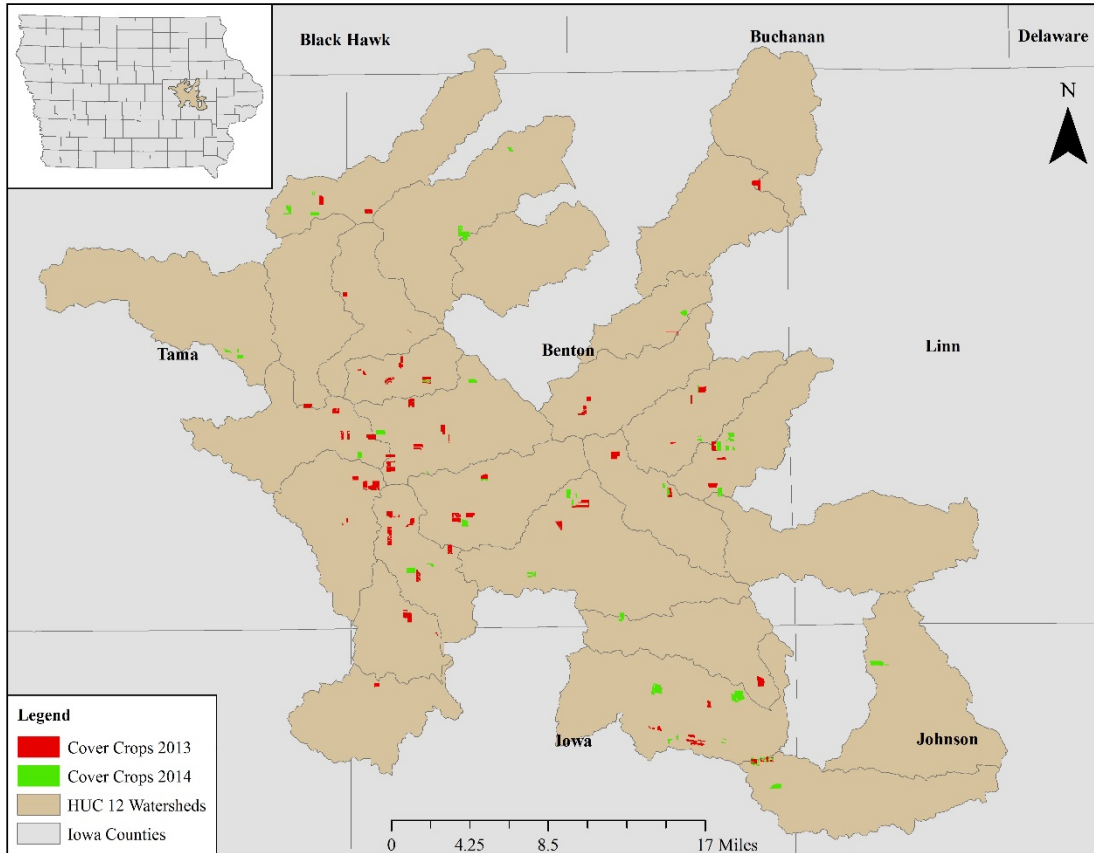 Black Hawk
Buchanan
Delaware
N
Tama
Benton
Linn
Iowa
Johnson
Legend
Cover Crops 2013
Cover Crops 2014
HUC 12 Watersheds
Iowa Counties
0 4.25 8.5 17 Miles